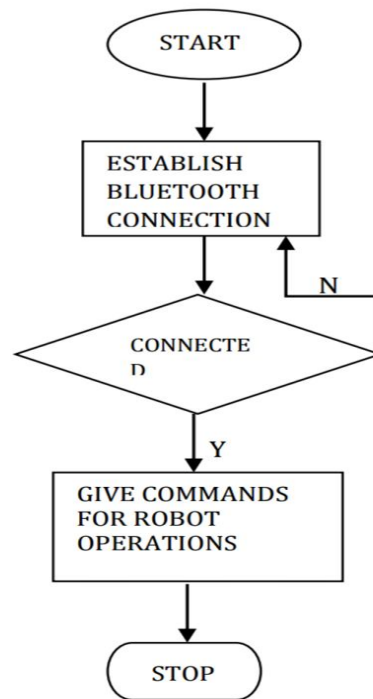 START
ESTABLISH
BLUETOOTH
CONNECTION
N
CONNECTE
D
Y
GIVE COMMANDS
FOR ROBOT
OPERATIONS
STOP